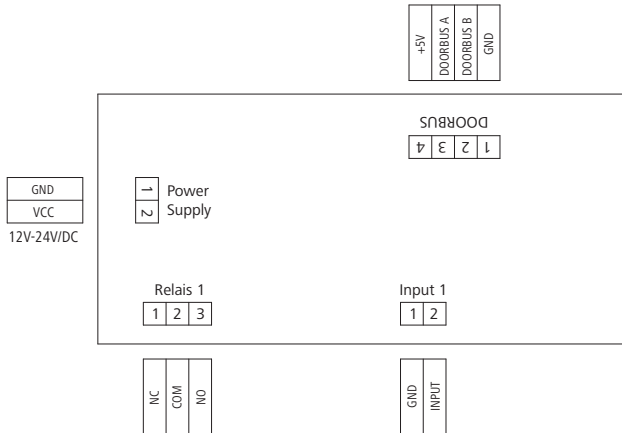 +5V
DOORBUS A
DOORBUS B
GND
DOORBUS
4 3 2 1
GND
VCC
12V-24V/DC
1 Power
2 Supply
Relais 1
1 2 3
Input 1
1 2
NC
COM
NO
GND
INPUT